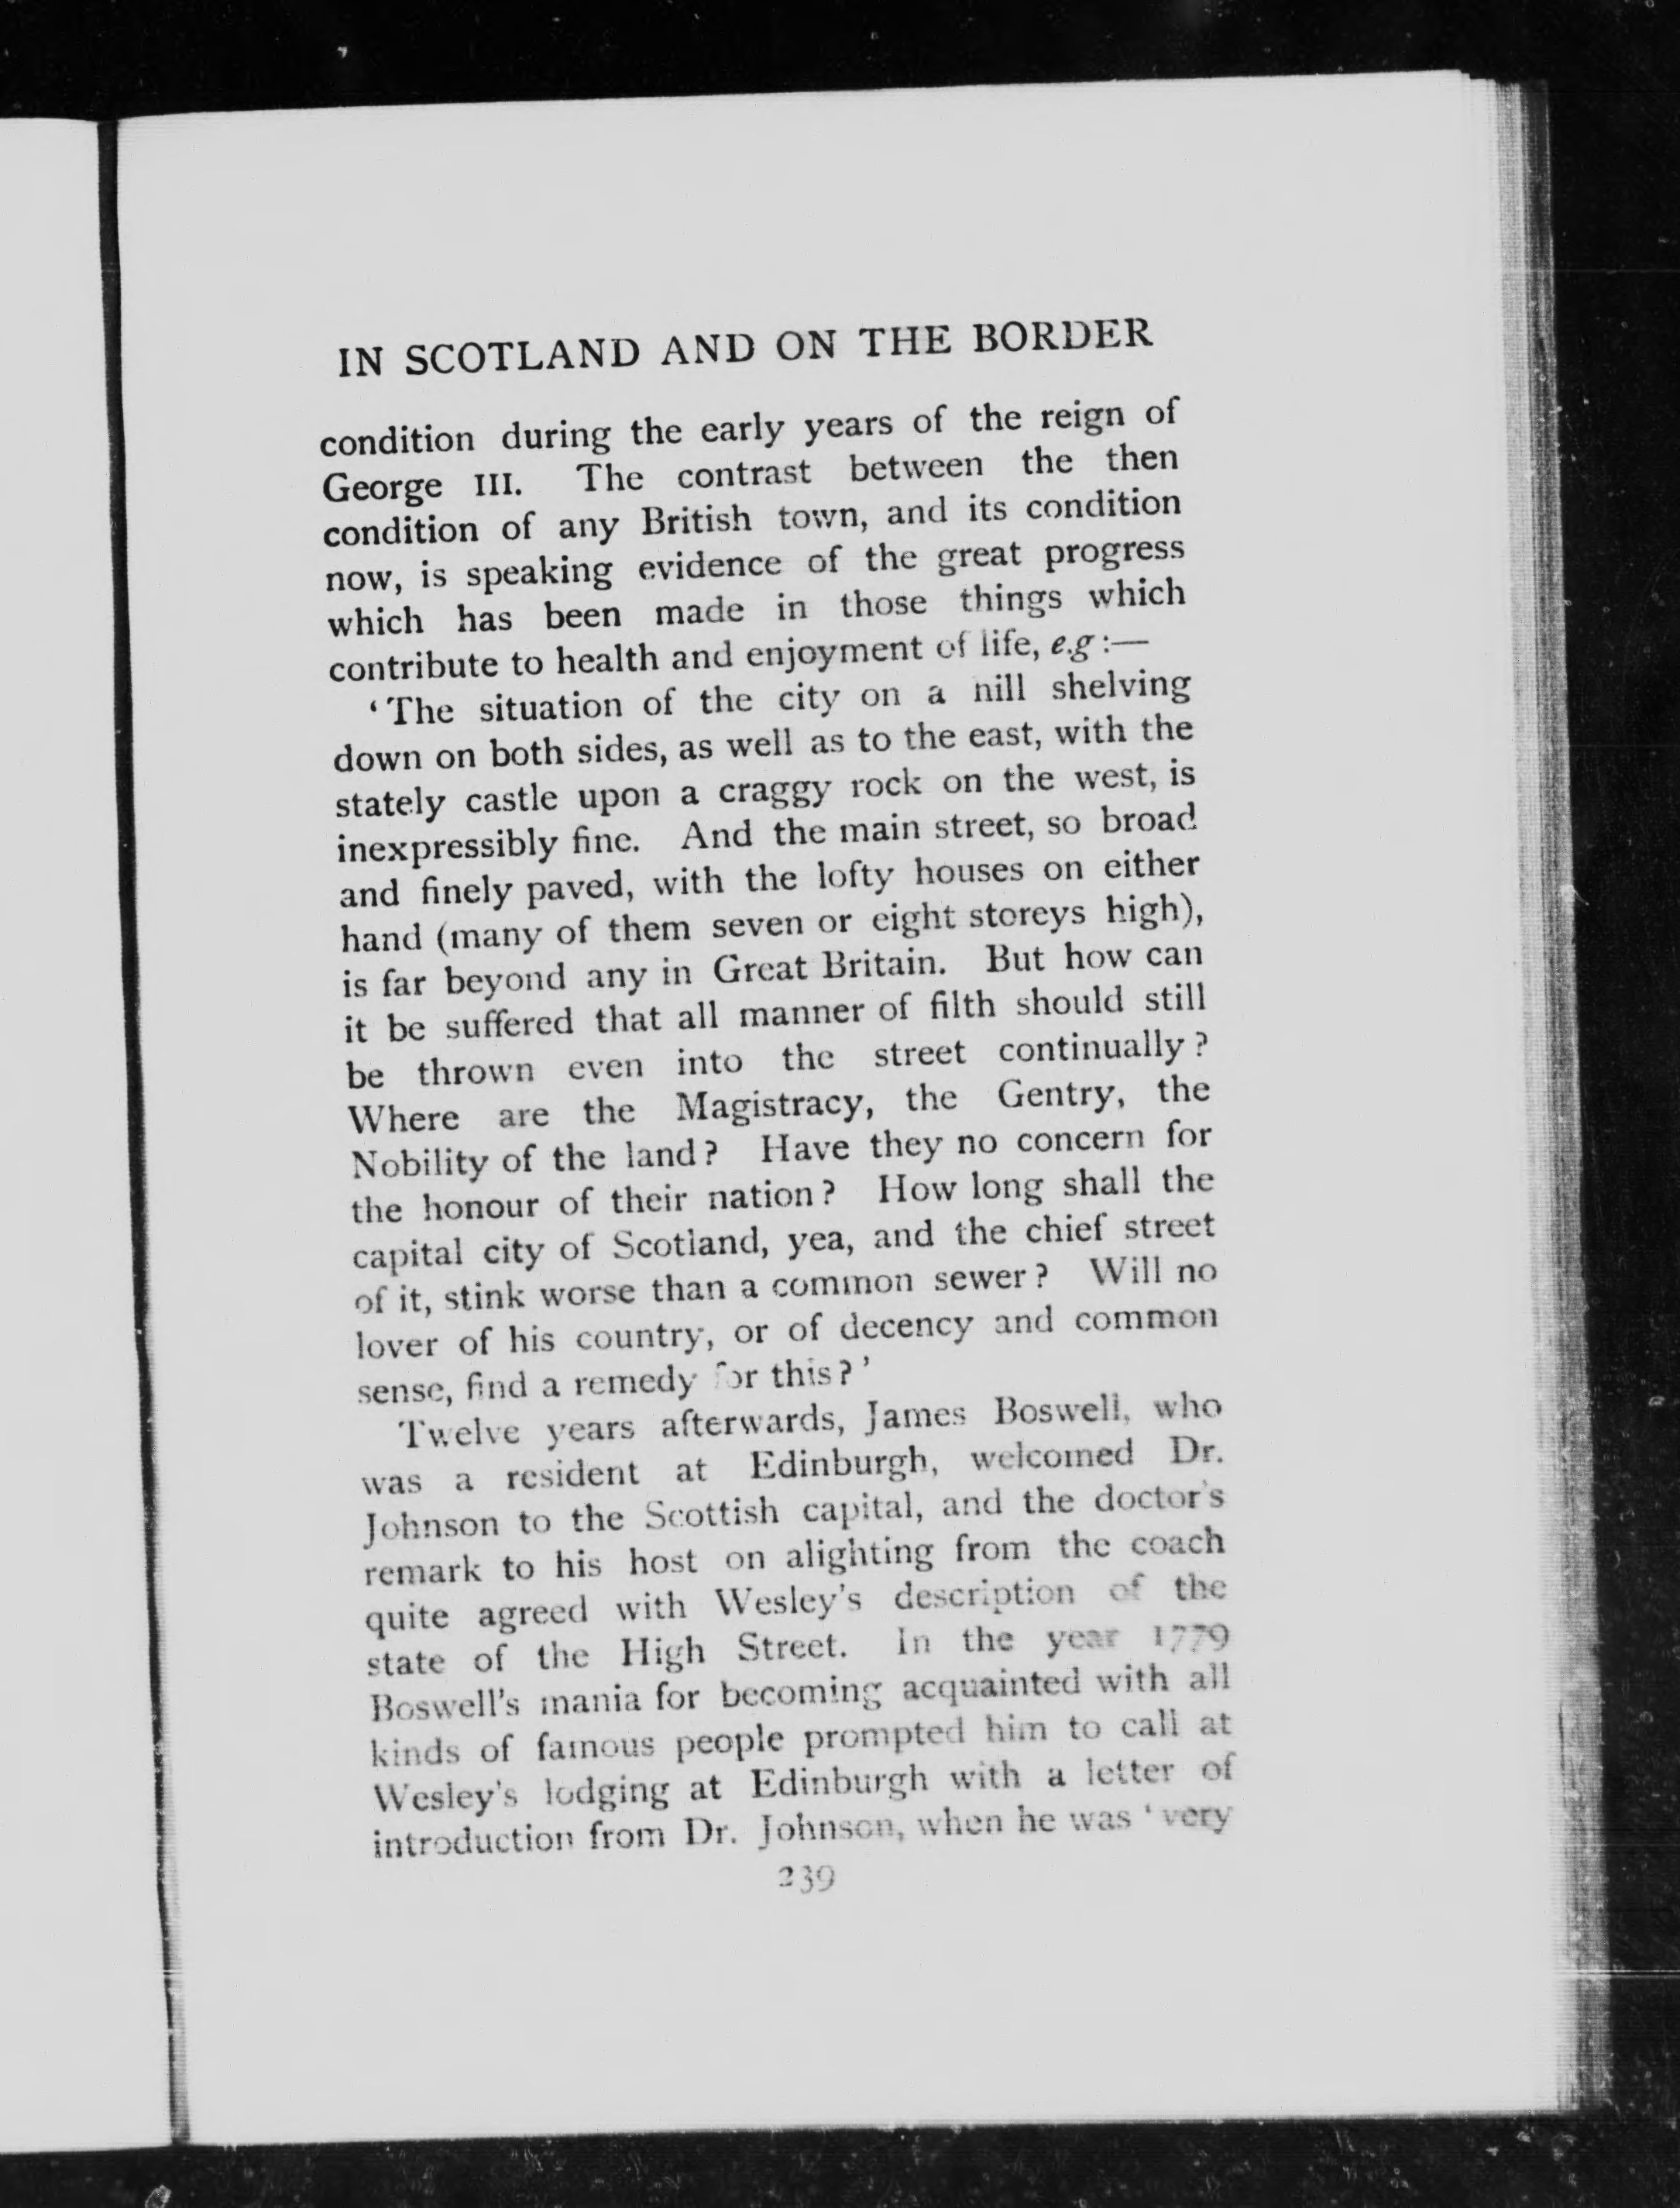 IN SCOTLAND AND ON THE BORDER
condition during the early years of the reign of
George III. The contrast between the then
condition of any British town, and its condition
now, is speaking evidence of the great progress
which has been made in those things which
contribute to health and enjoyment of life, e.g:—
‘The situation of the city on a hill shelving
down on both sides, as well as to the east, with the
stately castle upon a craggy rock on the west, is
inexpressibly fine. And the main street, so broad
and finely paved, with the lofty houses on either
hand (many of them seven or eight storeys high),
is far beyond any in Great Britain. But how can
it be suffered that all manner of filth should still
be thrown even into the street continually?
Where are the Magistracy, the Gentry, the
Nobility of the land? Have they no concern for
the honour of their nation? How long shall the
capital city of Scotland, yea, and the chief street
of it, stink worse than a common sewer? Will no
lover of his country, or of decency and common
sense, find a remedy for this?’
Twelve years afterwards, James Boswell, who
was a resident at Edinburgh, welcomed Dr.
Johnson to the Scottish capital, and the doctor's
remark to his host on alighting from the coach
quite agreed with Wesley's description of the
state of the High Street. In the year 1779
Boswell's mania for becoming acquainted with all
kinds of famous people prompted him to call at
Wesley's lodging at Edinburgh with a letter of
introduction from Dr. Johnson, when he was ‘very
239